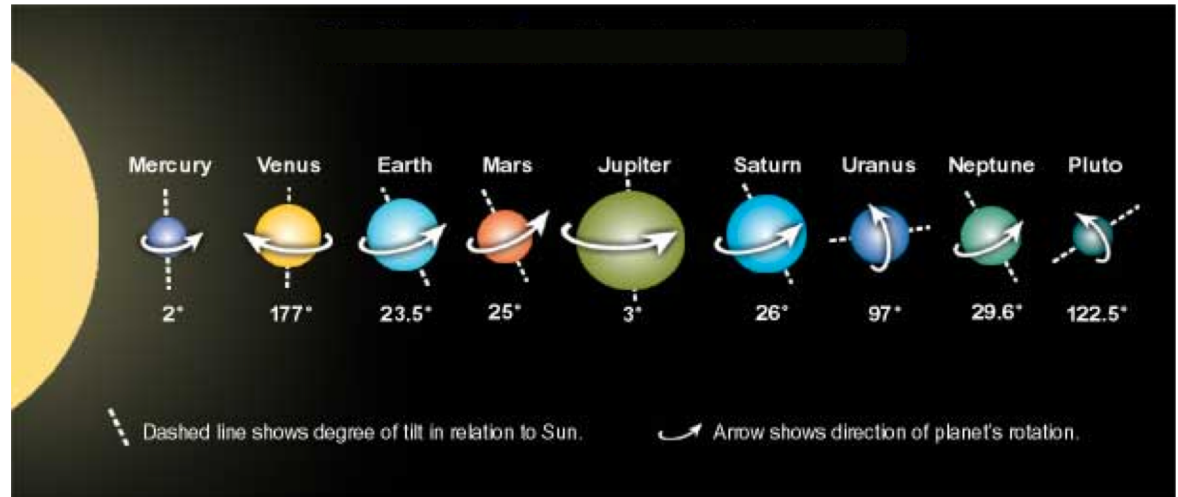 Mercury Venus Earth Mars Jupiter Saturn Uranus Neptune Pluto
2° 177° 23.5° 25° 3° 26° 97° 29.6° 122.5°
Dashed line shows degree of tilt in relation to Sun. Arrow shows direction of planet's rotation.